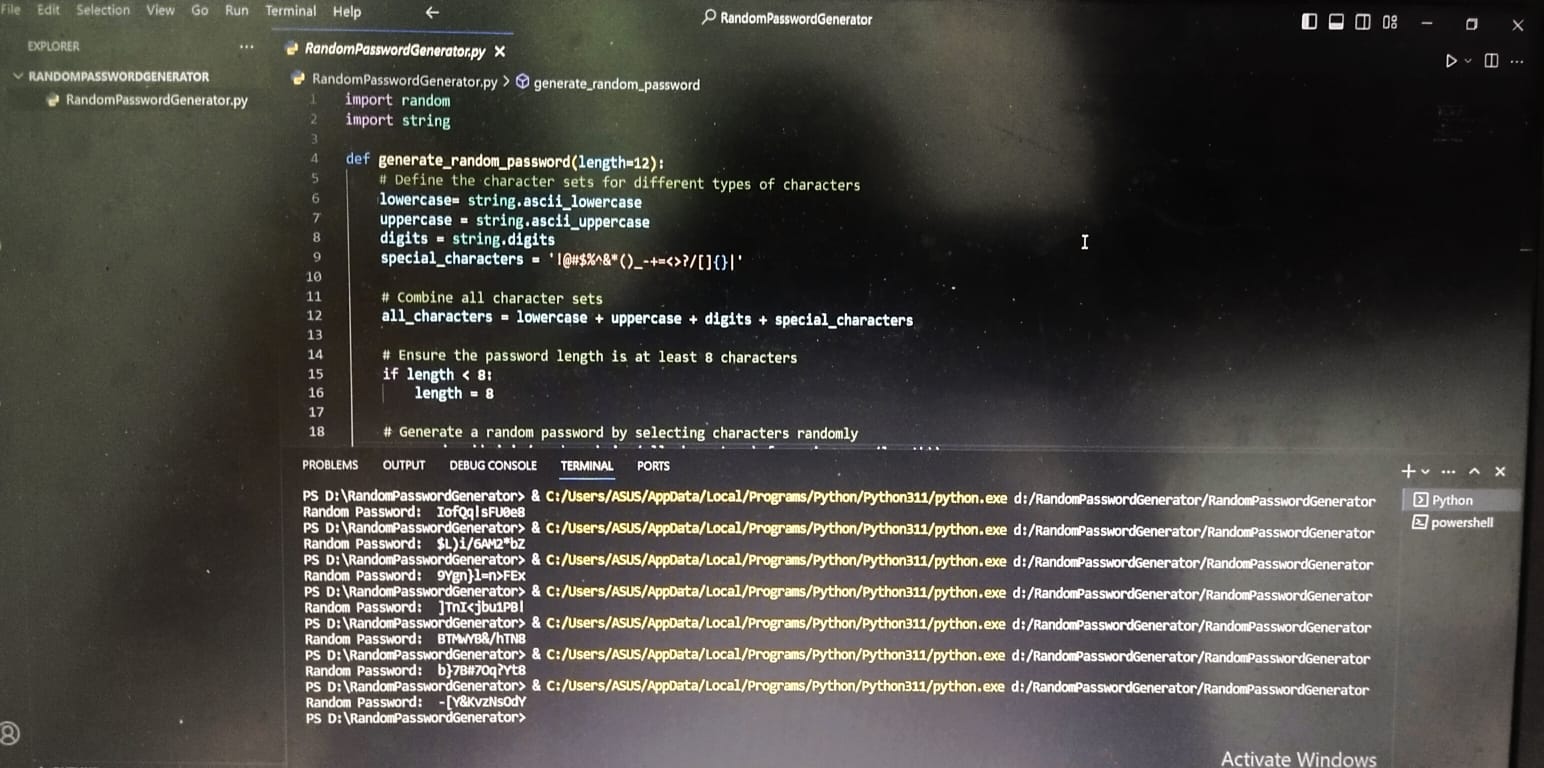 File Edit Selection View Go Run Terminal Help ← RandomPasswordGenerator
EXPLORER ...
RANDOMPASSWORDGENERATOR
RandomPasswordGenerator.py
RandomPasswordGenerator.py ×
RandomPasswordGenerator.py > generate_random_password
1 import random
2 import string
3
4 def generate_random_password(length=12):
5 # Define the character sets for different types of characters
6 lowercase= string.ascii_lowercase
7 uppercase = string.ascii_uppercase
8 digits = string.digits
9 special_characters = '!@#$%^&*()_-+=<>?/[]{}|'
10
11 # Combine all character sets
12 all_characters = lowercase + uppercase + digits + special_characters
13
14 # Ensure the password length is at least 8 characters
15 if length < 8:
16 length = 8
17
18 # Generate a random password by selecting characters randomly
PROBLEMS OUTPUT DEBUG CONSOLE TERMINAL PORTS
PS D:\RandomPasswordGenerator> & C:/Users/ASUS/AppData/Local/Programs/Python/Python311/python.exe d:/RandomPasswordGenerator/RandomPasswordGenerator
Random Password: IofQq!sFU0e8
PS D:\RandomPasswordGenerator> & C:/Users/ASUS/AppData/Local/Programs/Python/Python311/python.exe d:/RandomPasswordGenerator/RandomPasswordGenerator
Random Password: $L)i/6AM2*bZ
PS D:\RandomPasswordGenerator> & C:/Users/ASUS/AppData/Local/Programs/Python/Python311/python.exe d:/RandomPasswordGenerator/RandomPasswordGenerator
Random Password: 9Ygn}l=n>FEx
PS D:\RandomPasswordGenerator> & C:/Users/ASUS/AppData/Local/Programs/Python/Python311/python.exe d:/RandomPasswordGenerator/RandomPasswordGenerator
Random Password: ]TnI<jbu1PB!
PS D:\RandomPasswordGenerator> & C:/Users/ASUS/AppData/Local/Programs/Python/Python311/python.exe d:/RandomPasswordGenerator/RandomPasswordGenerator
Random Password: BTMWYB&/hTN8
PS D:\RandomPasswordGenerator> & C:/Users/ASUS/AppData/Local/Programs/Python/Python311/python.exe d:/RandomPasswordGenerator/RandomPasswordGenerator
Random Password: b}7B#7Oq?Yt8
PS D:\RandomPasswordGenerator> & C:/Users/ASUS/AppData/Local/Programs/Python/Python311/python.exe d:/RandomPasswordGenerator/RandomPasswordGenerator
Random Password: -[Y&KvzNsOdY
PS D:\RandomPasswordGenerator>
Python
powershell
Activate Windows